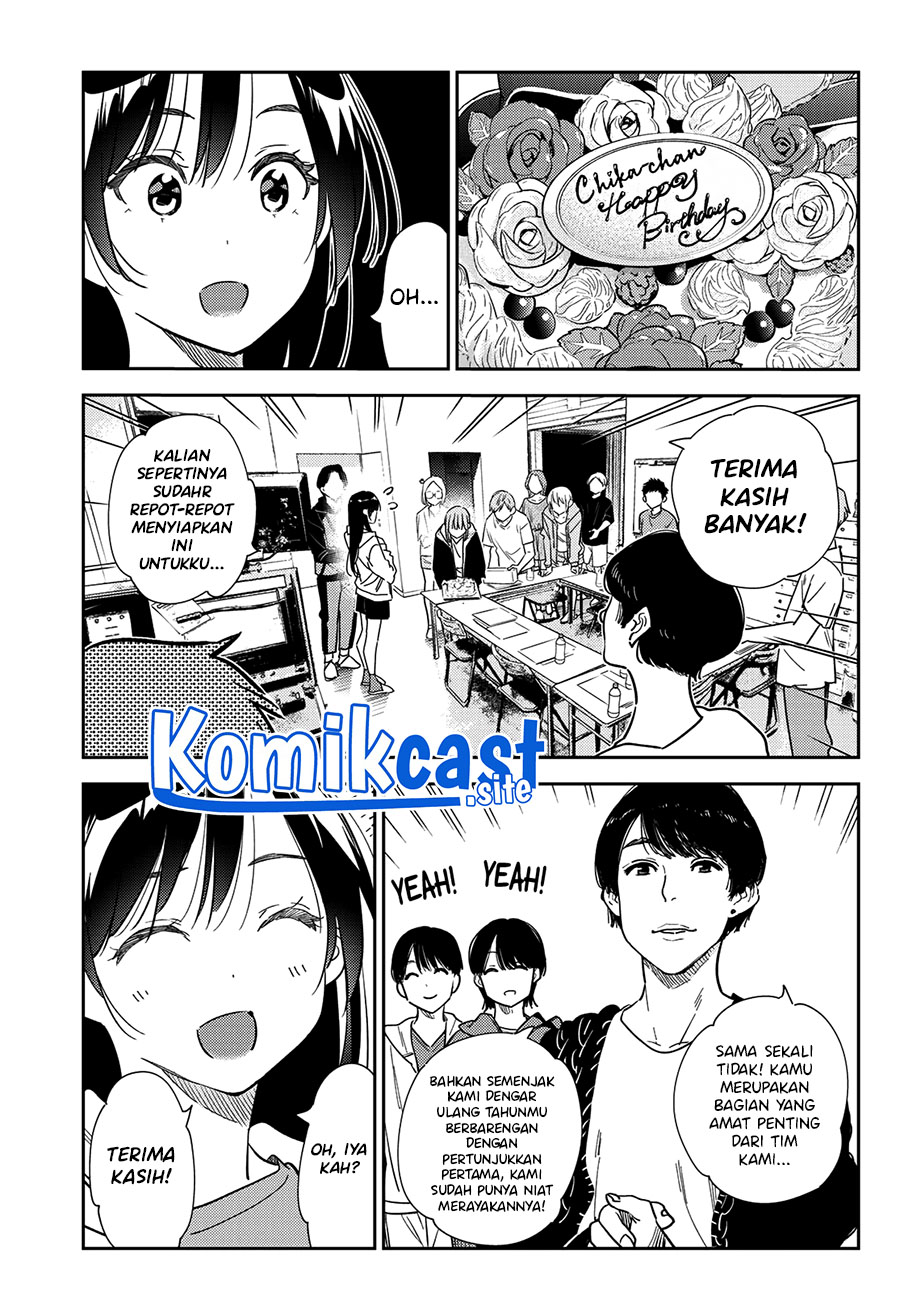 Chika-chan
Happy
Birthday
OH...
TERIMA
KASIH
BANYAK!
KALIAN
SEPERTINYA
SUDAHR
REPOT-REPOT
MENYIAPKAN
INI
UNTUKKU...
Komikcast
.site
YEAH! YEAH!
SAMA SEKALI
TIDAK! KAMU
MERUPAKAN
BAGIAN YANG
AMAT PENTING
DARI TIM
KAMI...
BAHKAN SEMENJAK
KAMI DENGAR
ULANG TAHUNMU
BERBARENGAN
DENGAN
PERTUNJUKKAN
PERTAMA, KAMI
SUDAH PUNYA NIAT
MERAYAKANNYA!
OH, IYA
KAH?
TERIMA
KASIH!